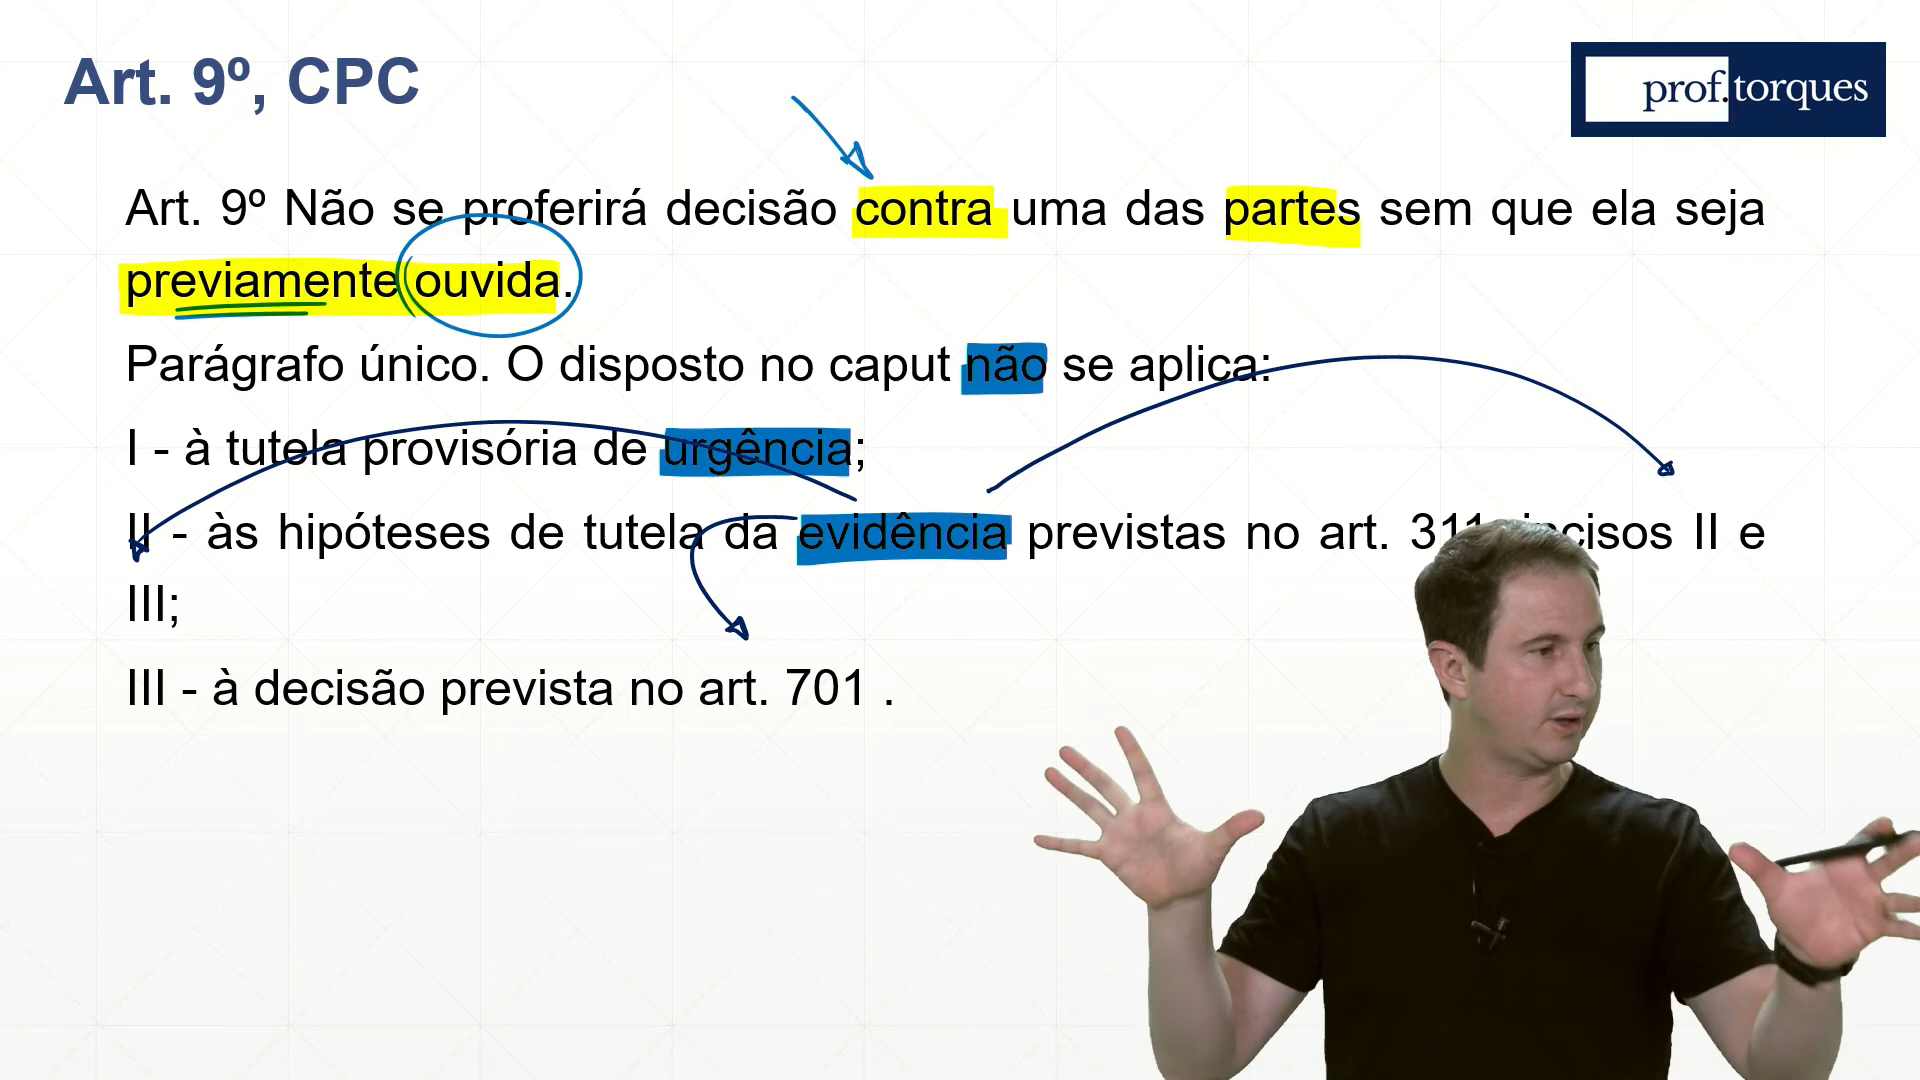 Art. 9º, CPC
prof.torques
Art. 9º Não se proferirá decisão contra uma das partes sem que ela seja
previamente ouvida.
Parágrafo único. O disposto no caput não se aplica:
I - à tutela provisória de urgência;
II - às hipóteses de tutela da evidência previstas no art. 311 incisos II e
III;
III - à decisão prevista no art. 701 .